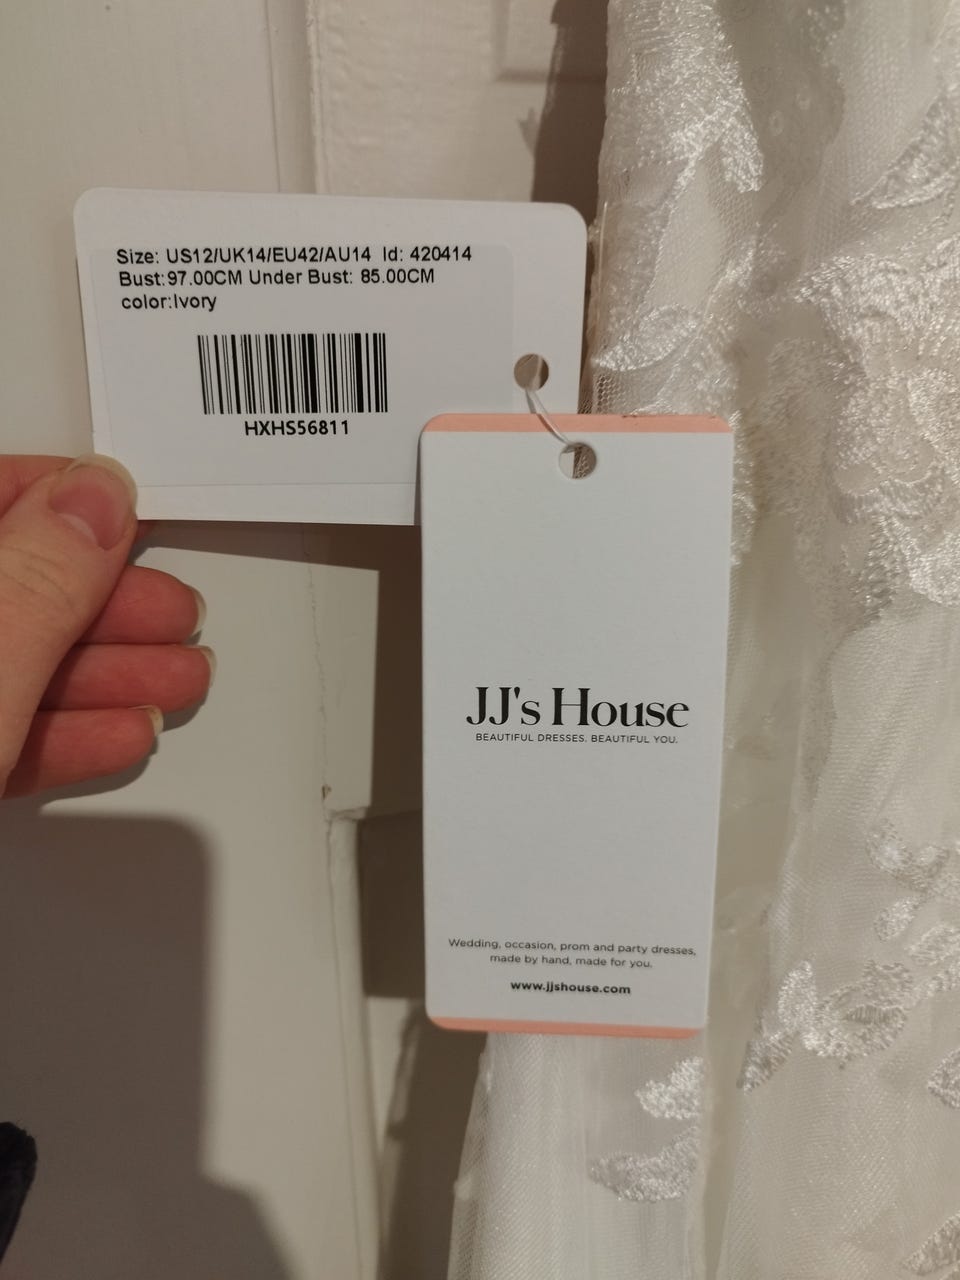 Size: US12/UK14/EU42/AU14 Id: 420414
Bust:97.00CM Under Bust: 85.00CM
color:Ivory
HXHS56811
JJ's House
BEAUTIFUL DRESSES. BEAUTIFUL YOU.
Wedding, occasion, prom and party dresses,
made by hand, made for you.
www.jjshouse.com